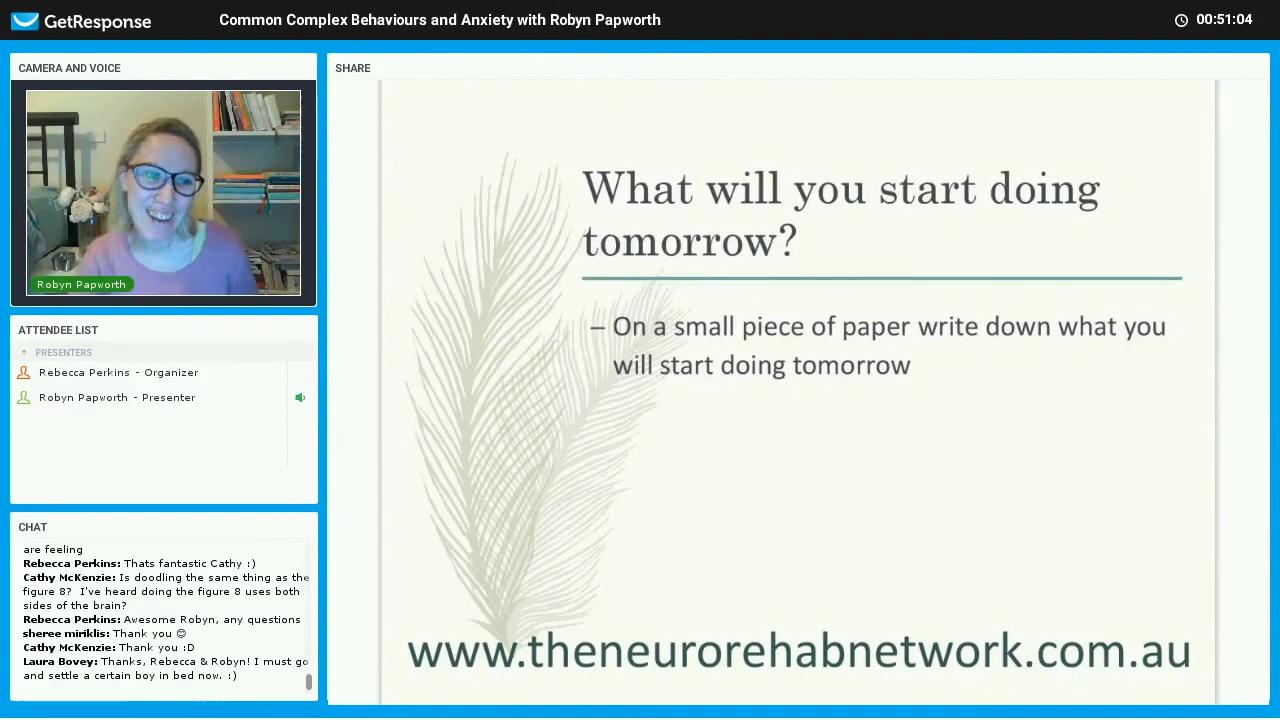 GetResponse
Common Complex Behaviours and Anxiety with Robyn Papworth
00:51:04
CAMERA AND VOICE
Robyn Papworth
ATTENDEE LIST
PRESENTERS
Rebecca Perkins - Organizer
Robyn Papworth - Presenter
CHAT
are feeling
Rebecca Perkins: Thats fantastic Cathy :)
Cathy McKenzie: Is doodling the same thing as the
figure 8? I've heard doing the figure 8 uses both
sides of the brain?
Rebecca Perkins: Awesome Robyn, any questions
sheree miriklis: Thank you 😊
Cathy McKenzie: Thank you :D
Laura Bovey: Thanks, Rebecca & Robyn! I must go
and settle a certain boy in bed now. :)
SHARE
What will you start doing
tomorrow?
– On a small piece of paper write down what you
will start doing tomorrow
www.theneurorehabnetwork.com.au